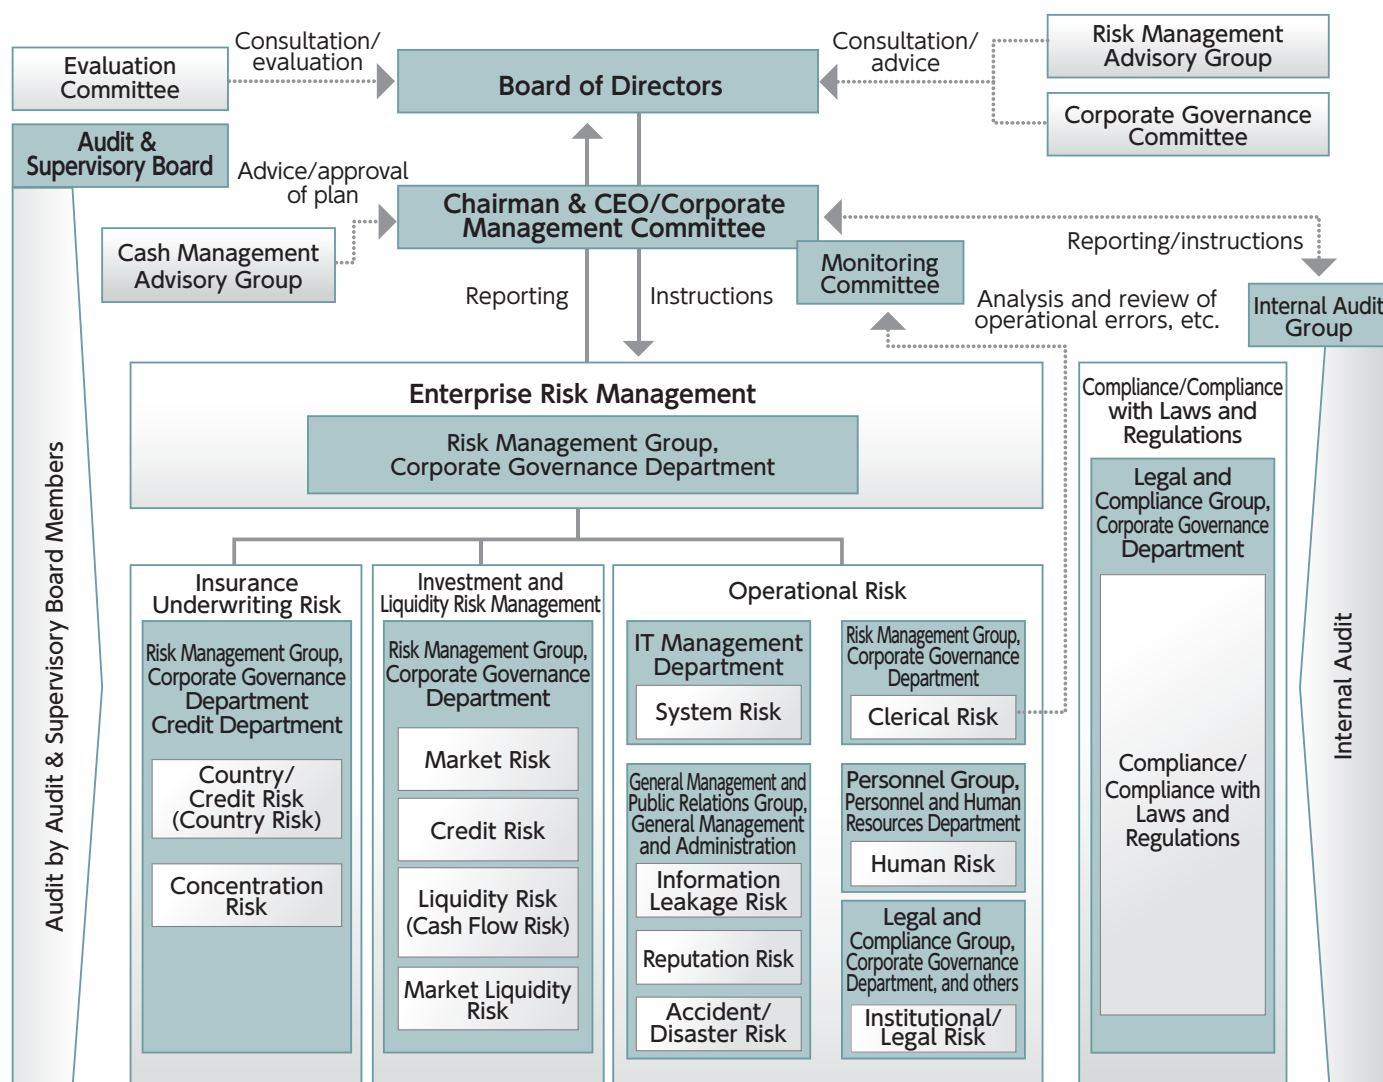 Evaluation
Committee
Consultation/
evaluation
Board of Directors
Consultation/
advice
Risk Management
Advisory Group
Corporate Governance
Committee
Audit &
Supervisory Board
Advice/approval
of plan
Cash Management
Advisory Group
Chairman & CEO/Corporate
Management Committee
Monitoring
Committee
Reporting/instructions
Internal Audit
Group
Reporting
Instructions
Analysis and review of
operational errors, etc.
Audit by Audit & Supervisory Board Members
Enterprise Risk Management
Risk Management Group,
Corporate Governance Department
Insurance
Underwriting Risk
Risk Management Group,
Corporate Governance
Department
Credit Department
Country/
Credit Risk
(Country Risk)
Concentration
Risk
Investment and
Liquidity Risk Management
Risk Management Group,
Corporate Governance
Department
Market Risk
Credit Risk
Liquidity Risk
(Cash Flow Risk)
Market Liquidity
Risk
Operational Risk
IT Management
Department
System Risk
Risk Management Group,
Corporate Governance
Department
Clerical Risk
General Management and
Public Relations Group,
General Management
and Administration
Information
Leakage Risk
Reputation Risk
Accident/
Disaster Risk
Personnel Group,
Personnel and Human
Resources Department
Human Risk
Legal and
Compliance Group,
Corporate Governance
Department, and others
Institutional/
Legal Risk
Compliance/Compliance
with Laws and
Regulations
Legal and
Compliance Group,
Corporate Governance
Department
Compliance/
Compliance with
Laws and
Regulations
Internal Audit